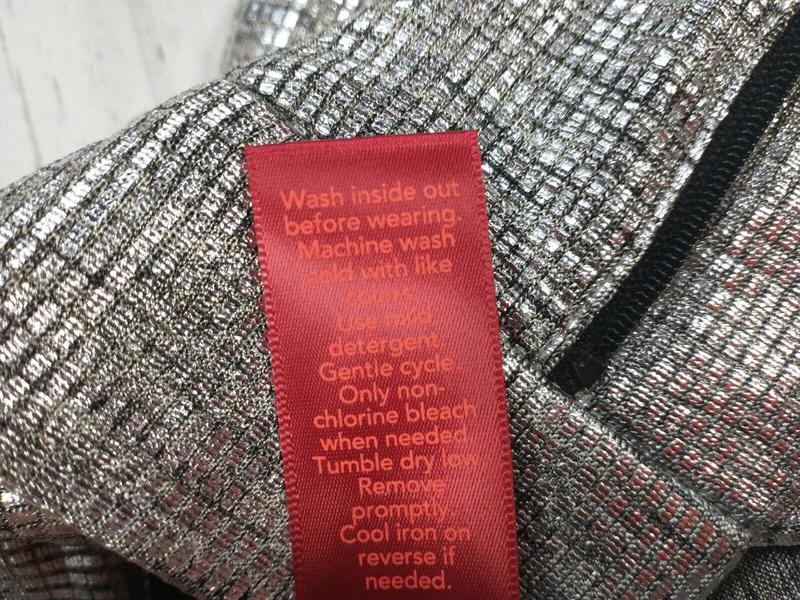 Wash inside out
before wearing.
Machine wash
cold with like
colors.
Use mild
detergent.
Gentle cycle.
Only non-
chlorine bleach
when needed.
Tumble dry low.
Remove
promptly.
Cool iron on
reverse if
needed.